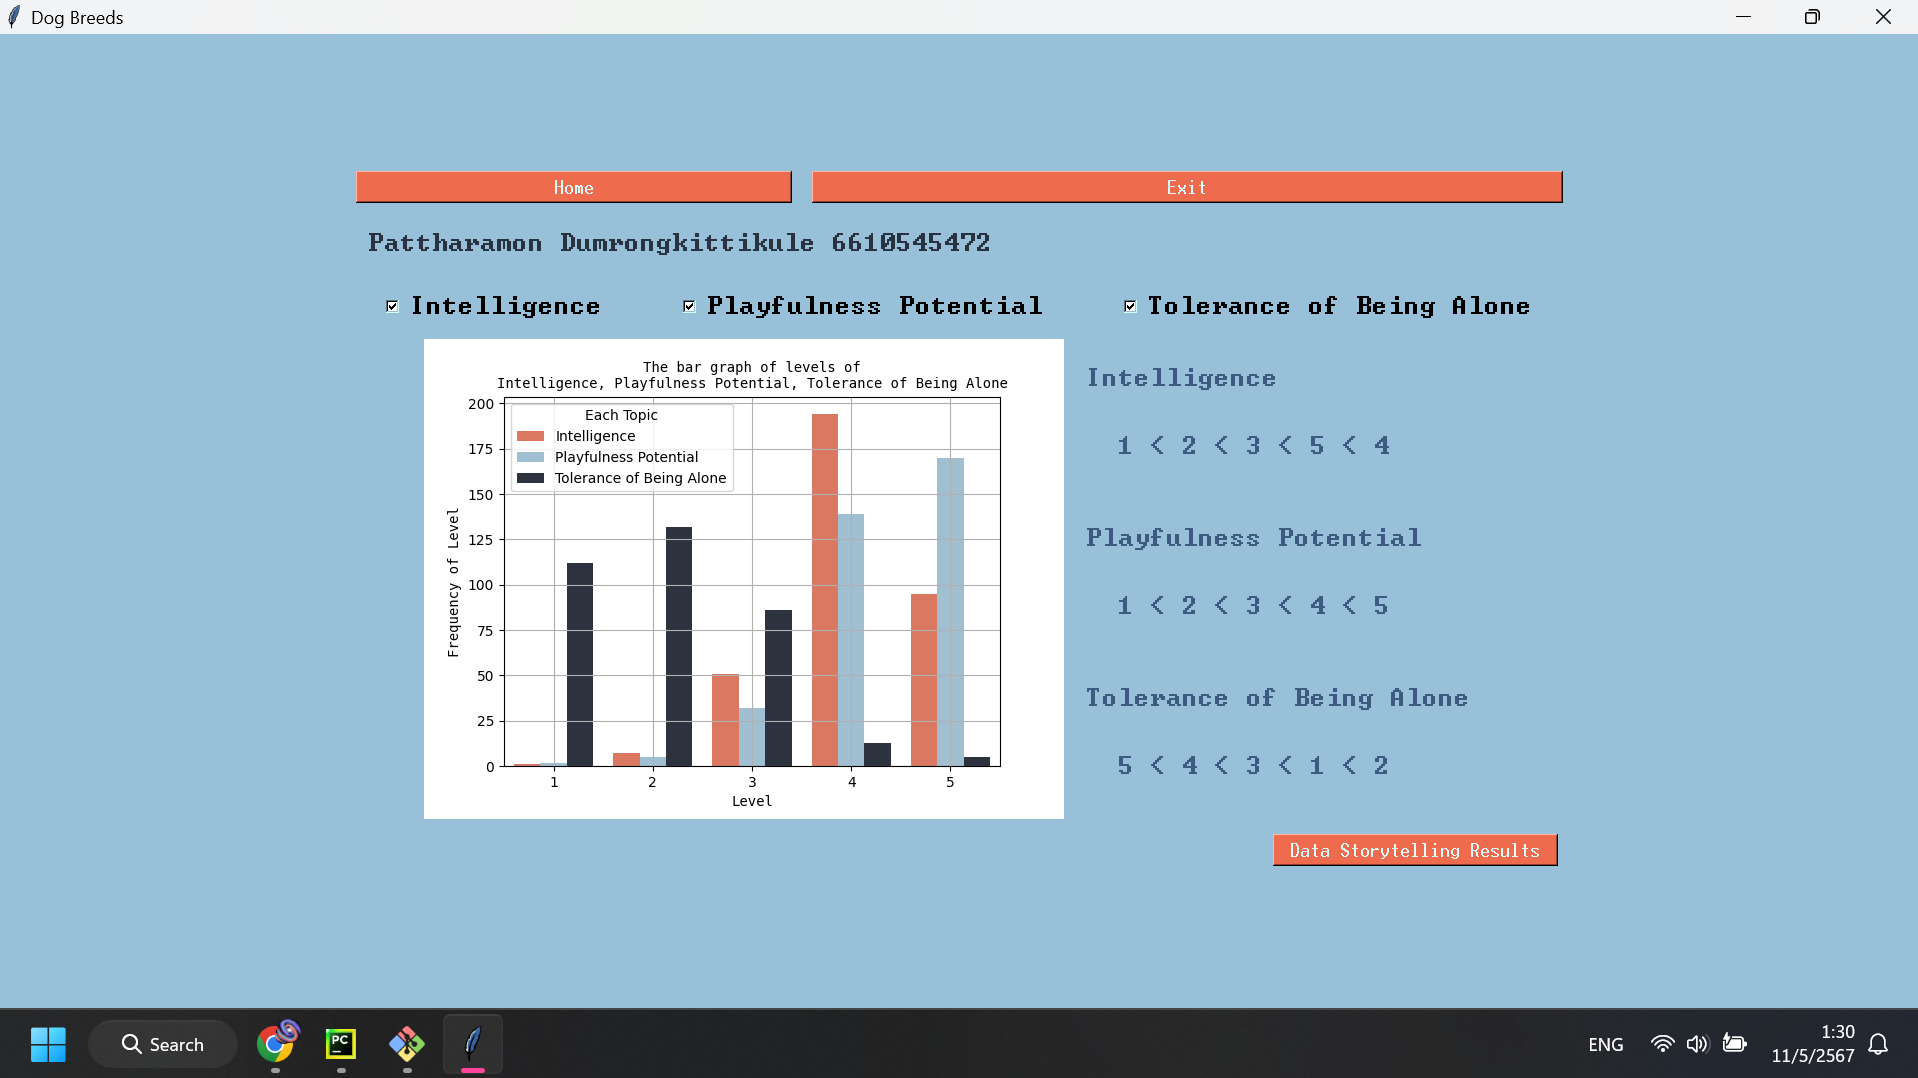 Dog Breeds
Home
Exit
Pattharamon Dumrongkittikule 6610545472
Intelligence
Playfulness Potential
Tolerance of Being Alone
The bar graph of levels of
Intelligence, Playfulness Potential, Tolerance of Being Alone
Each Topic
Intelligence
Playfulness Potential
Tolerance of Being Alone
Frequency of Level
200
175
150
125
100
75
50
25
0
1 2 3 4 5
Level
Intelligence
1 < 2 < 3 < 5 < 4
Playfulness Potential
1 < 2 < 3 < 4 < 5
Tolerance of Being Alone
5 < 4 < 3 < 1 < 2
Data Storytelling Results
Search
PC
ENG
1:30
11/5/2567